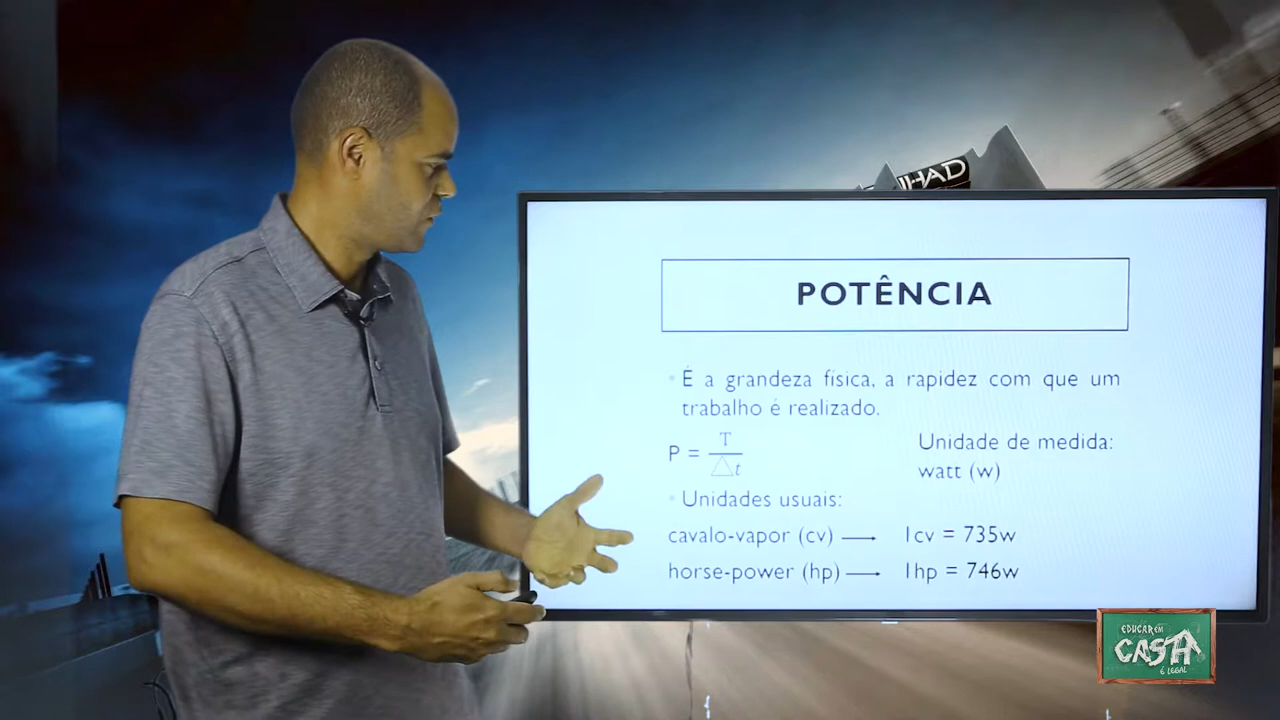 IHAD
POTÊNCIA
É a grandeza física, a rapidez com que um
trabalho é realizado.
P = T
△t
Unidade de medida:
watt (w)
Unidades usuais:
cavalo-vapor (cv) → 1cv = 735w
horse-power (hp) → 1hp = 746w
EDUCAR EM
CASA
É LEGAL